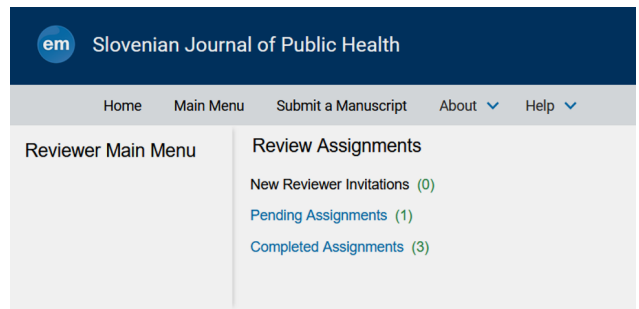 em Slovenian Journal of Public Health
Home Main Menu Submit a Manuscript About Help
Reviewer Main Menu
Review Assignments
New Reviewer Invitations (0)
Pending Assignments (1)
Completed Assignments (3)